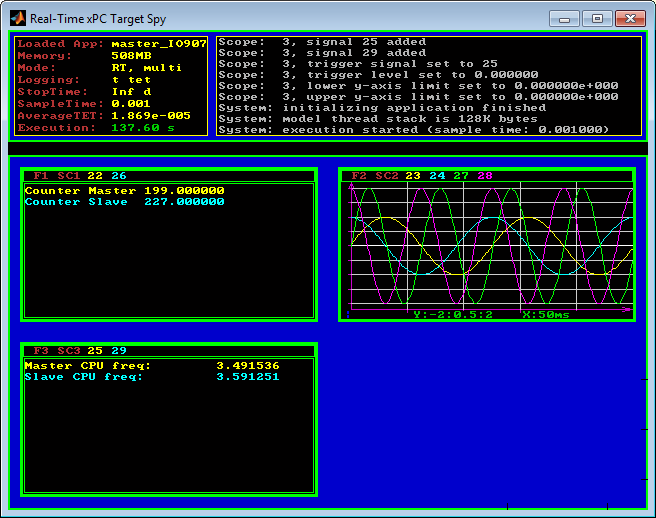 Real-Time xPC Target Spy
Loaded App: master_IO907
Memory: 508MB
Mode: RT, multi
Logging: t tet
StopTime: Inf d
SampleTime: 0.001
AverageTET: 1.869e-005
Execution: 137.60 s
Scope: 3, signal 25 added
Scope: 3, signal 29 added
Scope: 3, trigger signal set to 25
Scope: 3, trigger level set to 0.000000
Scope: 3, lower y-axis limit set to 0.000000e+000
Scope: 3, upper y-axis limit set to 0.000000e+000
System: initializing application finished
System: model thread stack is 128K bytes
System: execution started (sample time: 0.001000)
F1 SC1 22 26
Counter Master 199.000000
Counter Slave 227.000000
F2 SC2 23 24 27 28
Y:-2:0.5:2 X:50ms
F3 SC3 25 29
Master CPU freq: 3.491536
Slave CPU freq: 3.591251